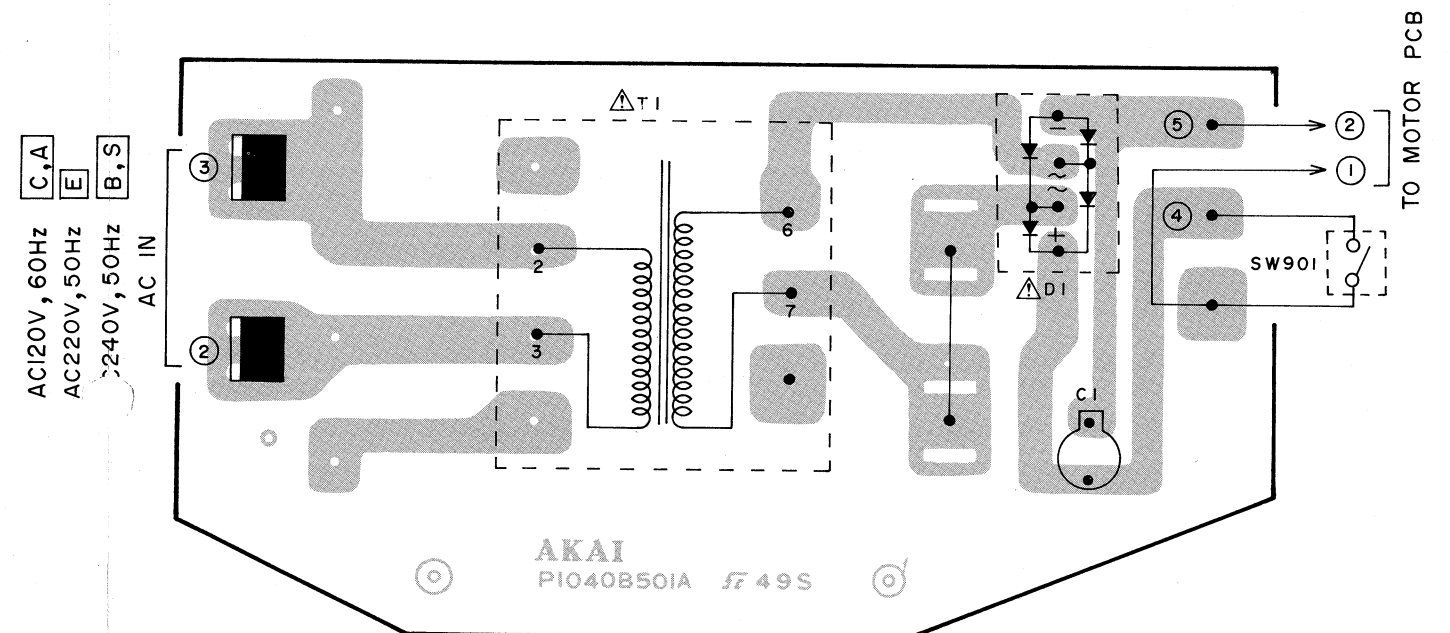 AC120V, 60Hz C,A
AC220V, 50Hz E
C240V, 50Hz B,S
AC IN
3
2
T1
2
3
6
7
−
~
~
+
D1
C1
5
4
2
1
TO MOTOR PCB
SW901
AKAI
P1040B501A 49S